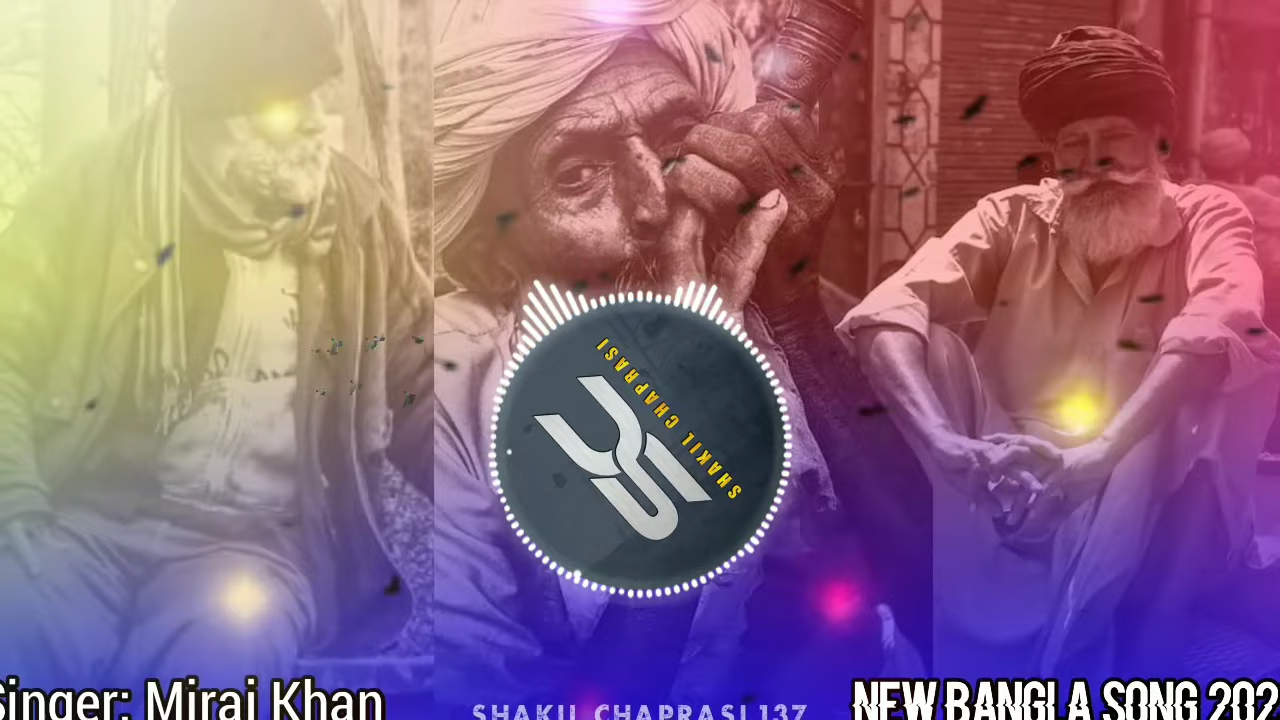 SHAKIL CHAPRASI
Singer: Miraj Khan
SHAKIL CHAPRASI 137
NEW BANGLA SONG 202